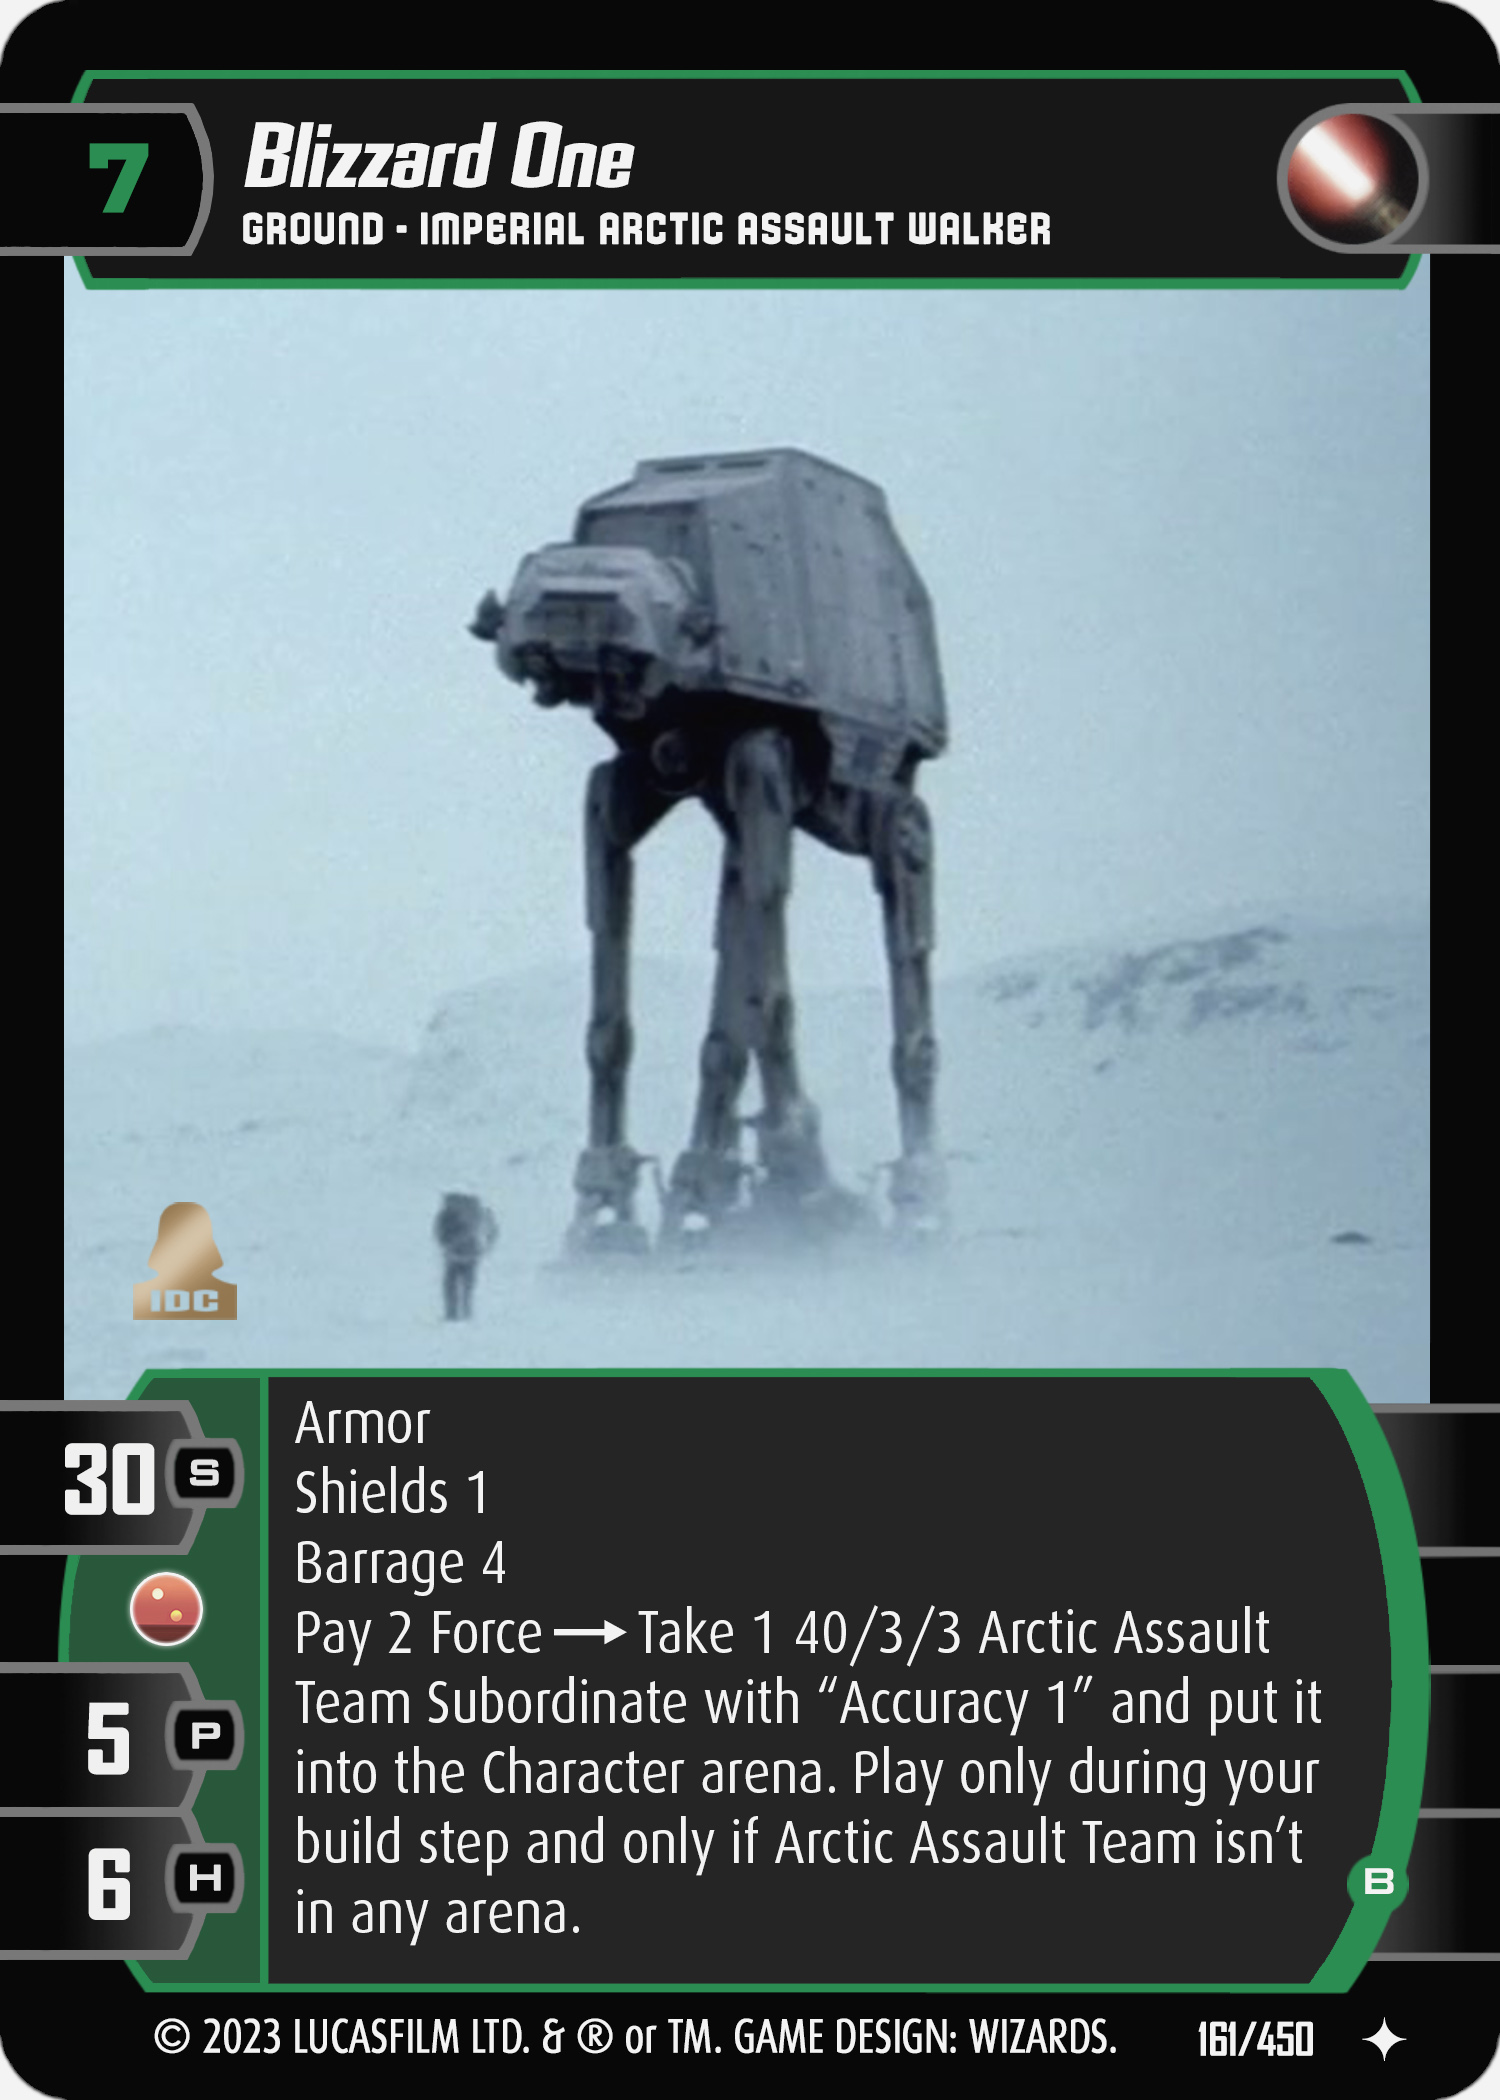 7
Blizzard One
GROUND - IMPERIAL ARCTIC ASSAULT WALKER
IDC
30 S
5 P
6 H
Armor
Shields 1
Barrage 4
Pay 2 Force → Take 1 40/3/3 Arctic Assault
Team Subordinate with “Accuracy 1” and put it
into the Character arena. Play only during your
build step and only if Arctic Assault Team isn’t
in any arena.
B
© 2023 LUCASFILM LTD. & ® or TM. GAME DESIGN: WIZARDS.
161/450